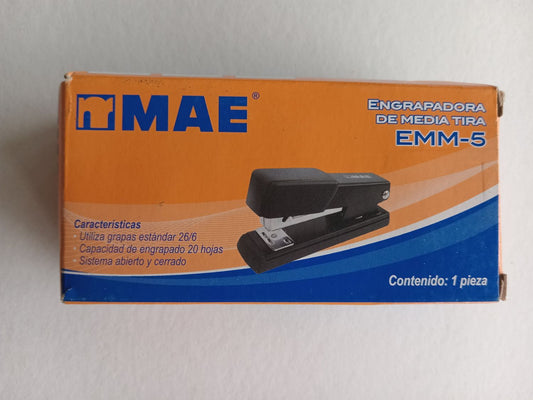 MAE®
ENGRAPADORA
DE MEDIA TIRA
EMM-5
MAE
Características
· Utiliza grapas estándar 26/6
· Capacidad de engrapado 20 hojas
· Sistema abierto y cerrado
Contenido: 1 pieza